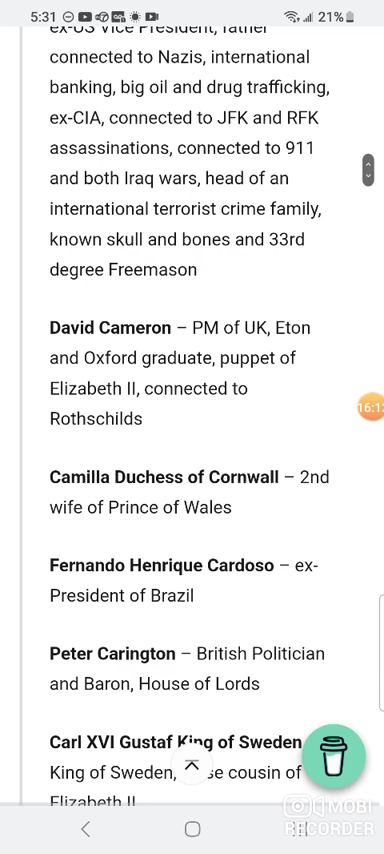 5:31
21%
ex-US Vice President, father
connected to Nazis, international
banking, big oil and drug trafficking,
ex-CIA, connected to JFK and RFK
assassinations, connected to 911
and both Iraq wars, head of an
international terrorist crime family,
known skull and bones and 33rd
degree Freemason
David Cameron – PM of UK, Eton
and Oxford graduate, puppet of
Elizabeth II, connected to
Rothschilds
16:1
Camilla Duchess of Cornwall – 2nd
wife of Prince of Wales
Fernando Henrique Cardoso – ex-
President of Brazil
Peter Carington – British Politician
and Baron, House of Lords
Carl XVI Gustaf King of Sweden
King of Sweden, se cousin of
Elizabeth II
MOBI
RECORDER